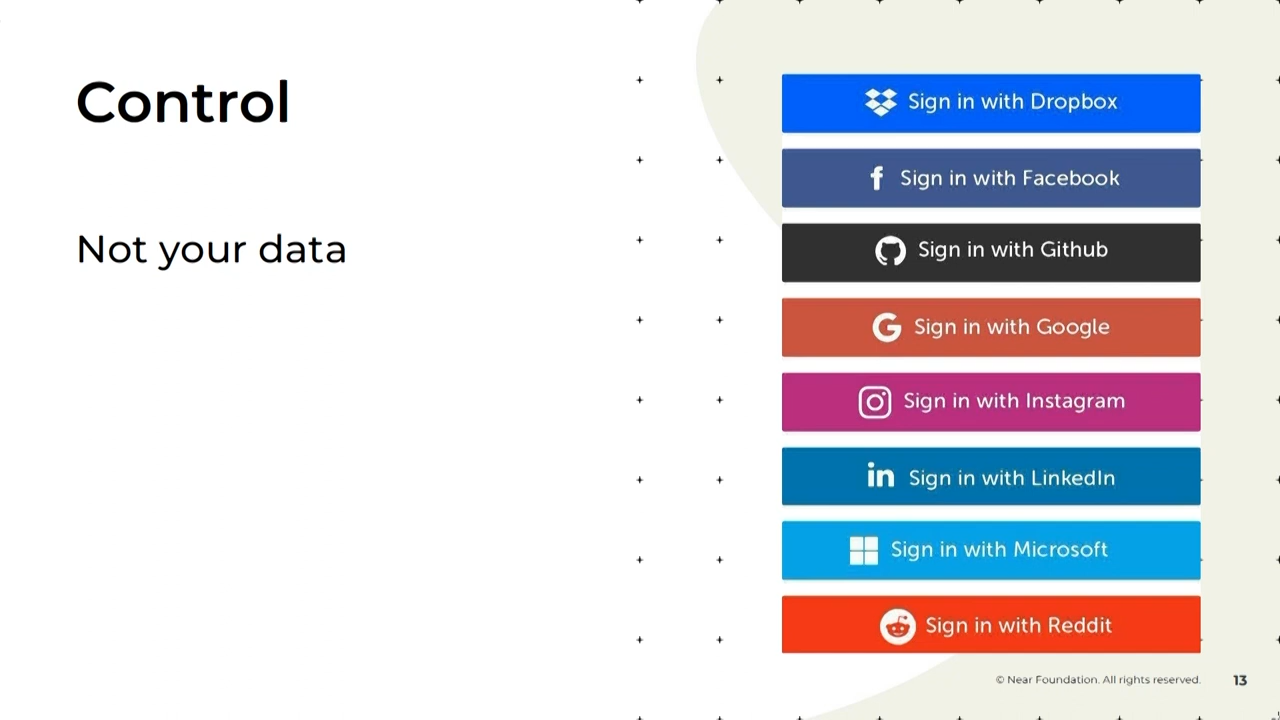 Control
Not your data
Sign in with Dropbox
Sign in with Facebook
Sign in with Github
Sign in with Google
Sign in with Instagram
Sign in with LinkedIn
Sign in with Microsoft
Sign in with Reddit
© Near Foundation. All rights reserved. 13